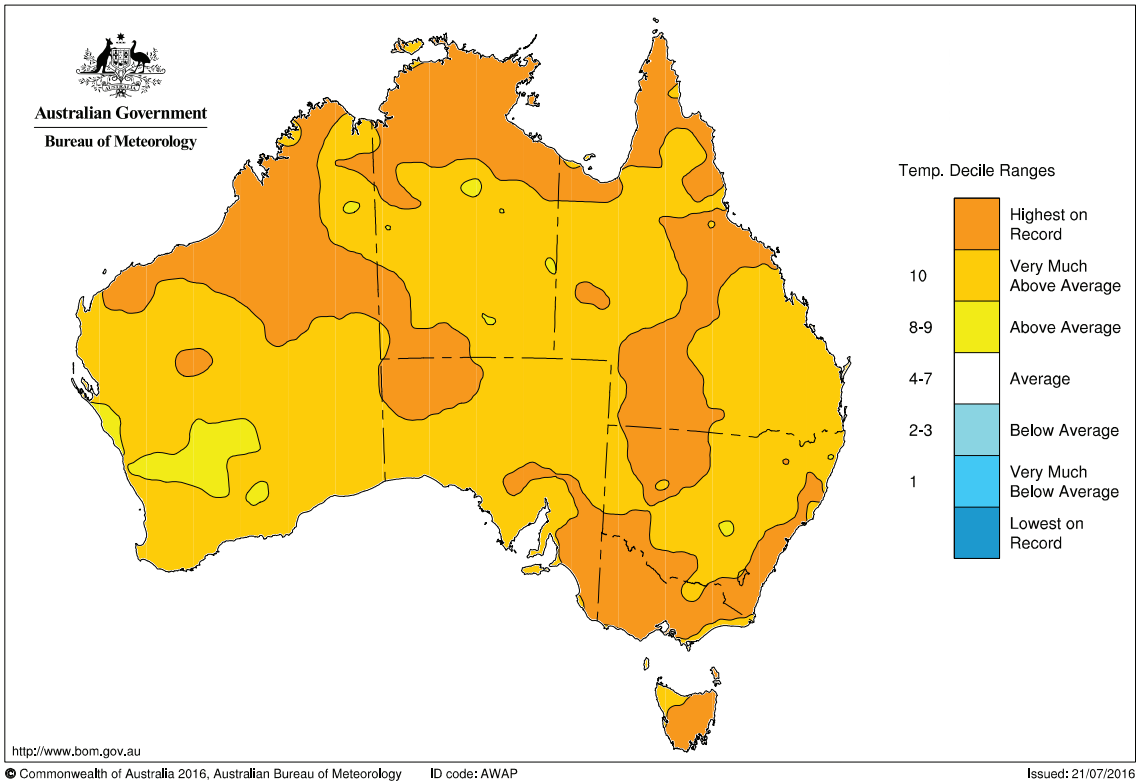 Australian Government
Bureau of Meteorology
Temp. Decile Ranges
Highest on
Record
10
Very Much
Above Average
8-9
Above Average
4-7
Average
2-3
Below Average
1
Very Much
Below Average
Lowest on
Record
http://www.bom.gov.au
© Commonwealth of Australia 2016, Australian Bureau of Meteorology ID code: AWAP Issued: 21/07/2016